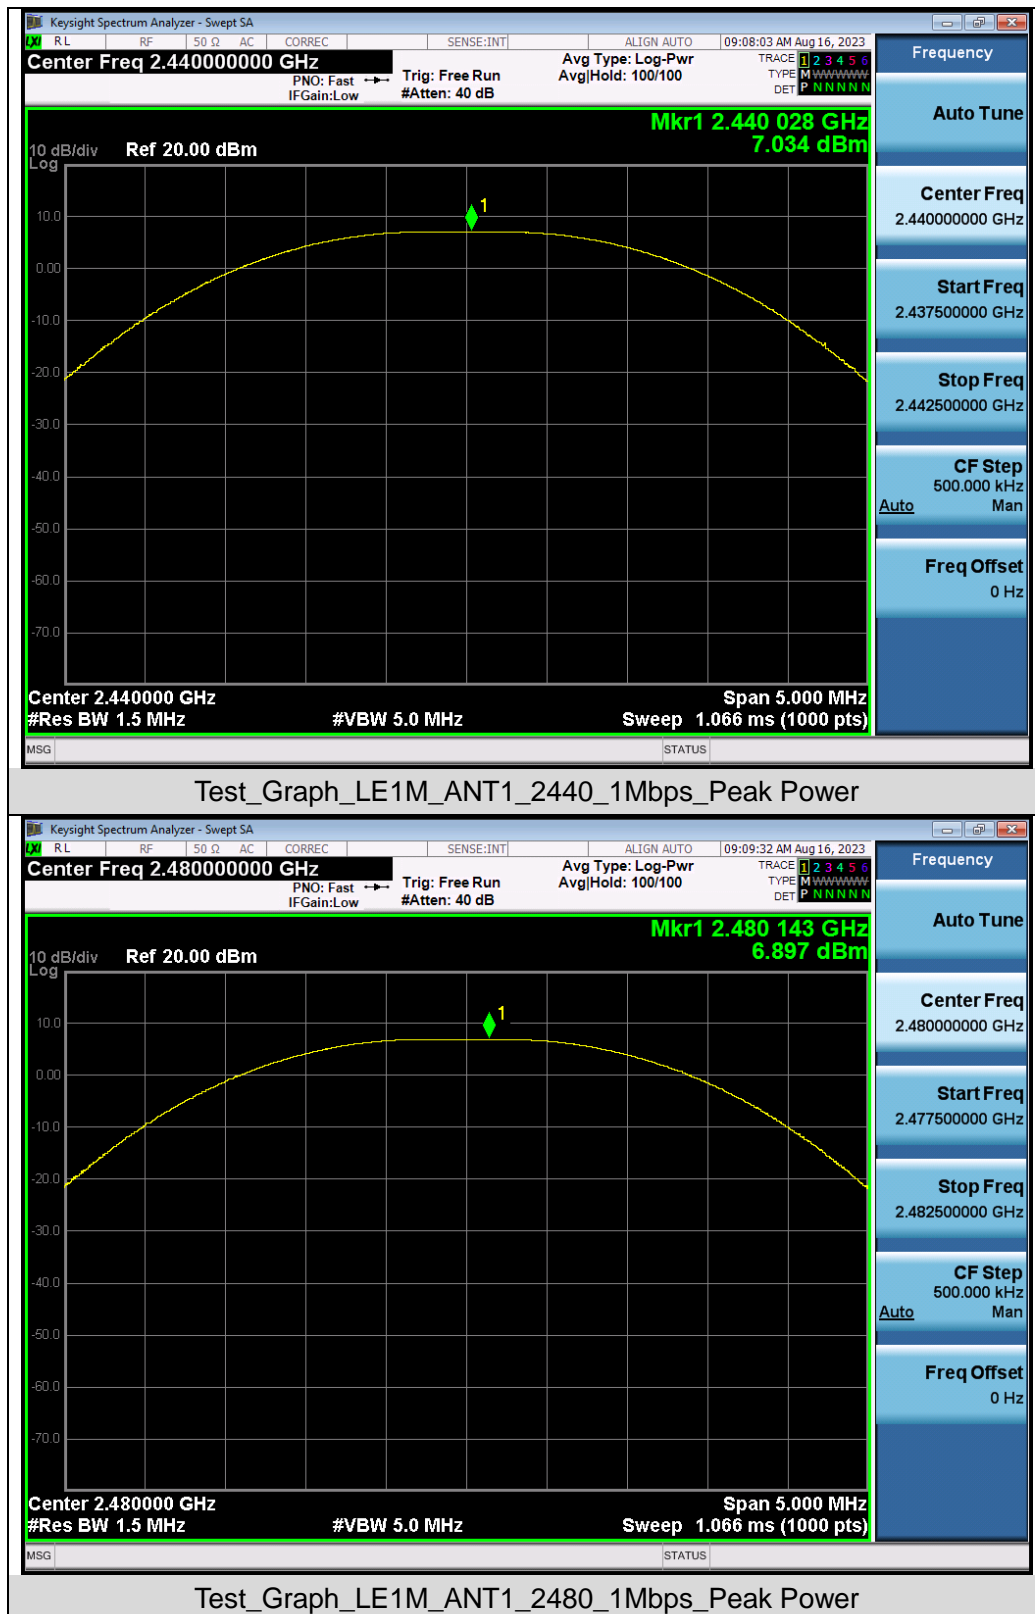 Keysight Spectrum Analyzer - Swept SA
LXI RL RF 50 Ω AC CORREC SENSE:INT ALIGN AUTO 09:08:03 AM Aug 16, 2023
Center Freq 2.440000000 GHz
PNO: Fast
IFGain:Low
Trig: Free Run
#Atten: 40 dB
Avg Type: Log-Pwr
Avg|Hold: 100/100
TRACE 1 2 3 4 5 6
TYPE M WWWWW
DET P N N N N N
Mkr1 2.440 028 GHz
7.034 dBm
10 dB/div Ref 20.00 dBm
Log
1
10.0
0.00
-10.0
-20.0
-30.0
-40.0
-50.0
-60.0
-70.0
Center 2.440000 GHz Span 5.000 MHz
#Res BW 1.5 MHz #VBW 5.0 MHz Sweep 1.066 ms (1000 pts)
MSG STATUS
Frequency
Auto Tune
Center Freq
2.440000000 GHz
Start Freq
2.437500000 GHz
Stop Freq
2.442500000 GHz
CF Step
500.000 kHz
Auto Man
Freq Offset
0 Hz
Test_Graph_LE1M_ANT1_2440_1Mbps_Peak Power
Keysight Spectrum Analyzer - Swept SA
LXI RL RF 50 Ω AC CORREC SENSE:INT ALIGN AUTO 09:09:32 AM Aug 16, 2023
Center Freq 2.480000000 GHz
PNO: Fast
IFGain:Low
Trig: Free Run
#Atten: 40 dB
Avg Type: Log-Pwr
Avg|Hold: 100/100
TRACE 1 2 3 4 5 6
TYPE M WWWWW
DET P N N N N N
Mkr1 2.480 143 GHz
6.897 dBm
10 dB/div Ref 20.00 dBm
Log
1
10.0
0.00
-10.0
-20.0
-30.0
-40.0
-50.0
-60.0
-70.0
Center 2.480000 GHz Span 5.000 MHz
#Res BW 1.5 MHz #VBW 5.0 MHz Sweep 1.066 ms (1000 pts)
MSG STATUS
Frequency
Auto Tune
Center Freq
2.480000000 GHz
Start Freq
2.477500000 GHz
Stop Freq
2.482500000 GHz
CF Step
500.000 kHz
Auto Man
Freq Offset
0 Hz
Test_Graph_LE1M_ANT1_2480_1Mbps_Peak Power